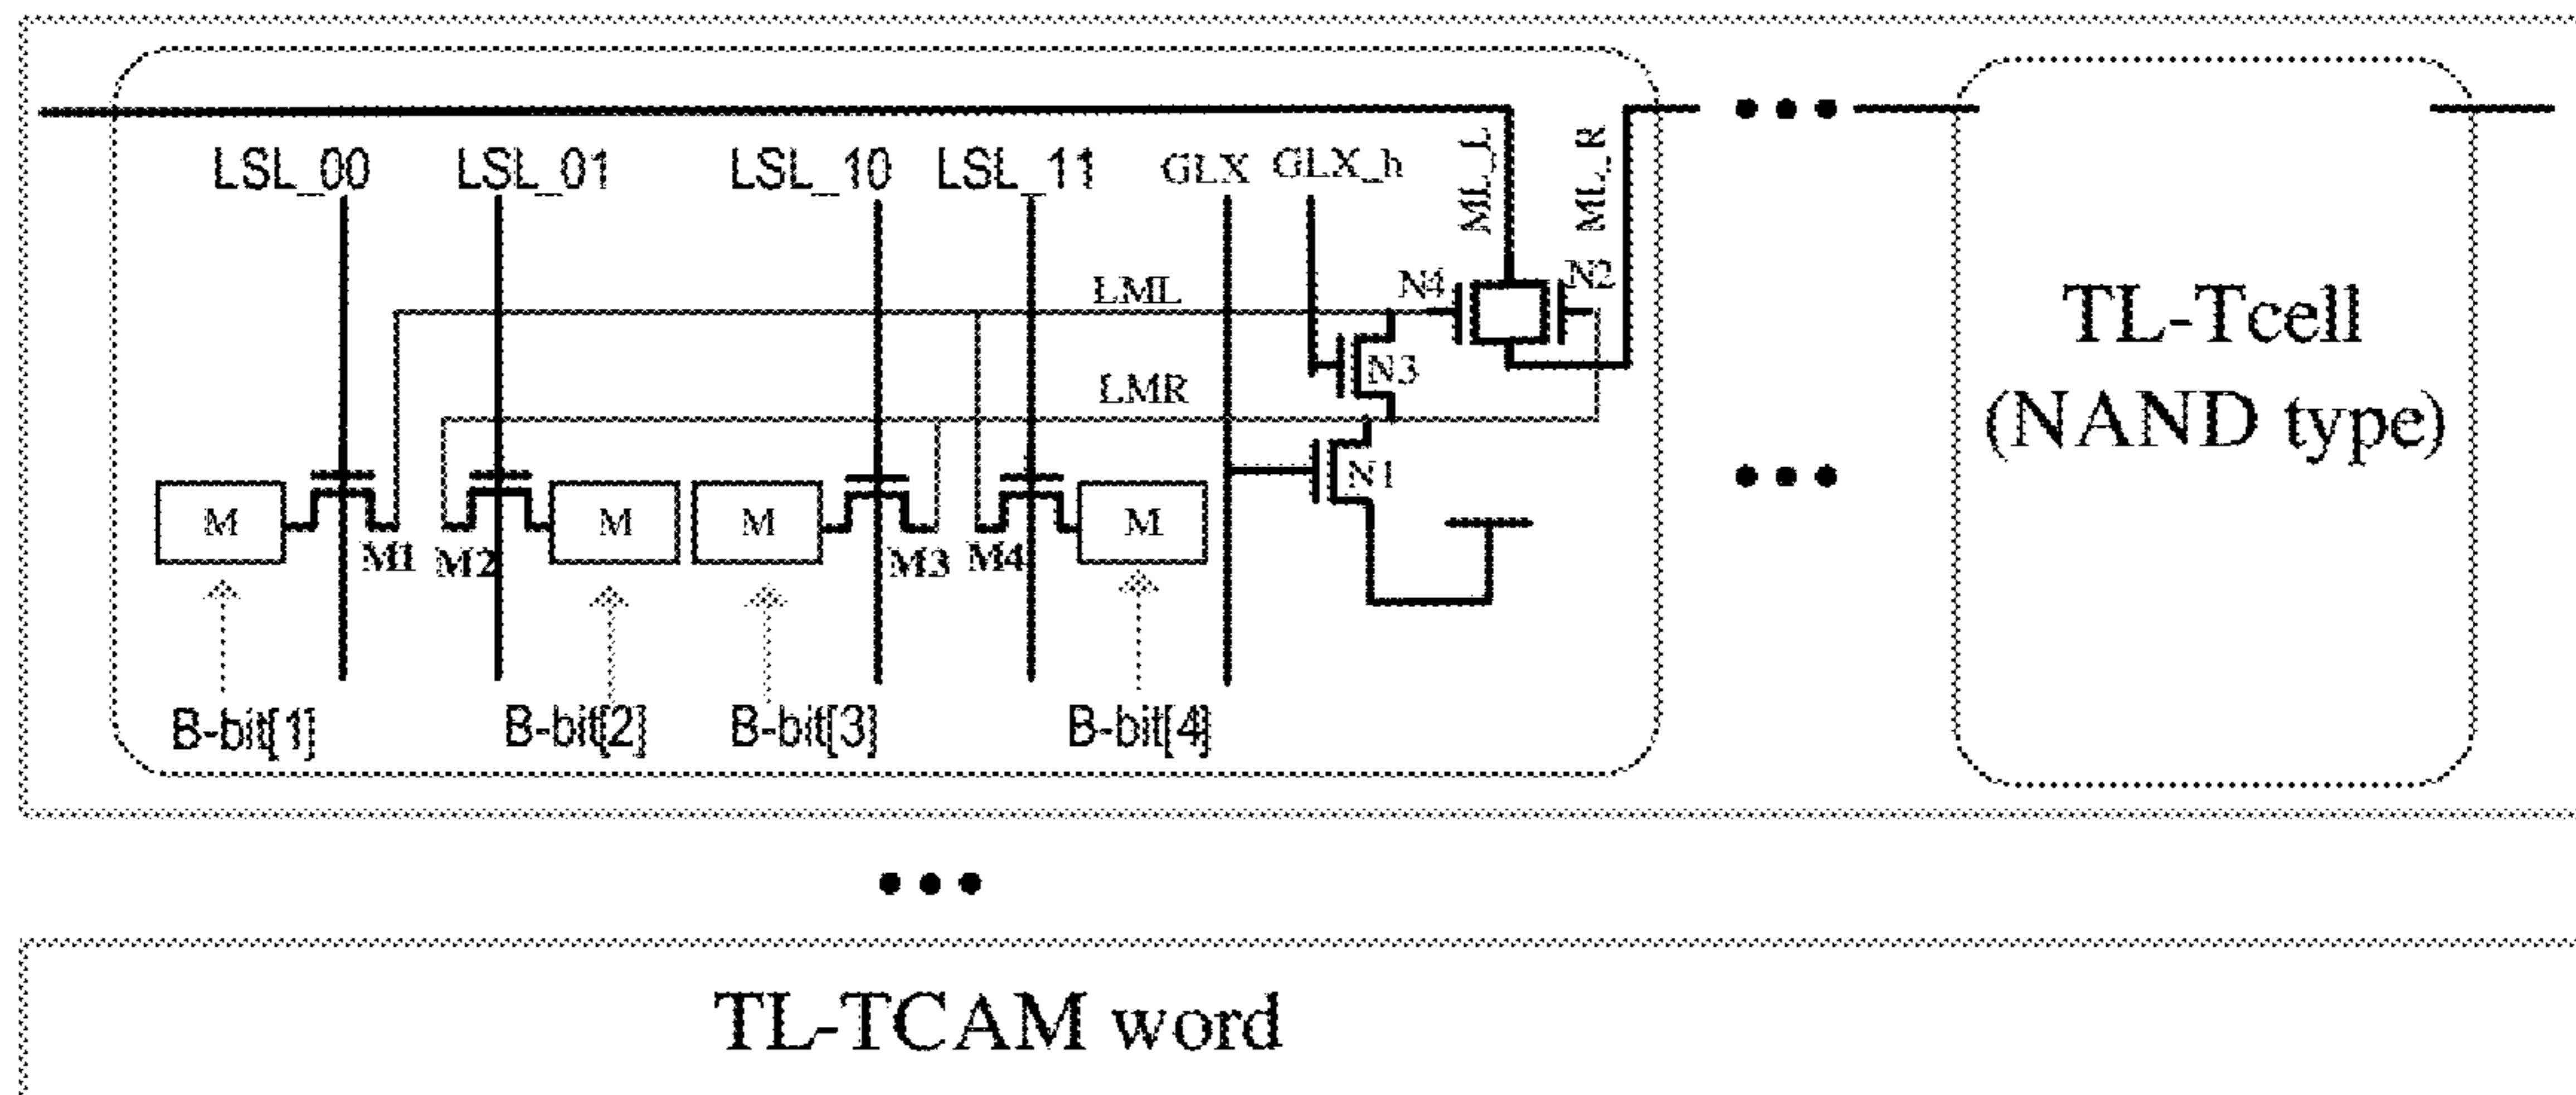 LSL_00 LSL_01 LSL_10 LSL_11 GLX GLX_b ML_L ML_R
LML N4 N2
N3
LMR
N1
M M M M
M1 M2 M3 M4
B-bit[1] B-bit[2] B-bit[3] B-bit[4]
TL-Tcell
(NAND type)
TL-TCAM word